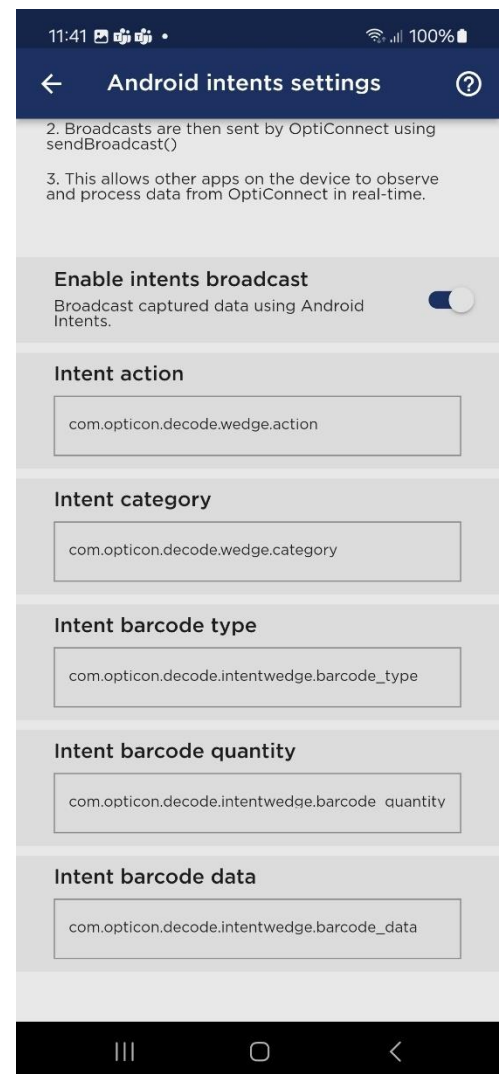 11:41 •
100%
Android intents settings
2. Broadcasts are then sent by OptiConnect using
sendBroadcast()
3. This allows other apps on the device to observe
and process data from OptiConnect in real-time.
Enable intents broadcast
Broadcast captured data using Android
Intents.
Intent action
com.opticon.decode.wedge.action
Intent category
com.opticon.decode.wedge.category
Intent barcode type
com.opticon.decode.intentwedge.barcode_type
Intent barcode quantity
com.opticon.decode.intentwedge.barcode_quantity
Intent barcode data
com.opticon.decode.intentwedge.barcode_data